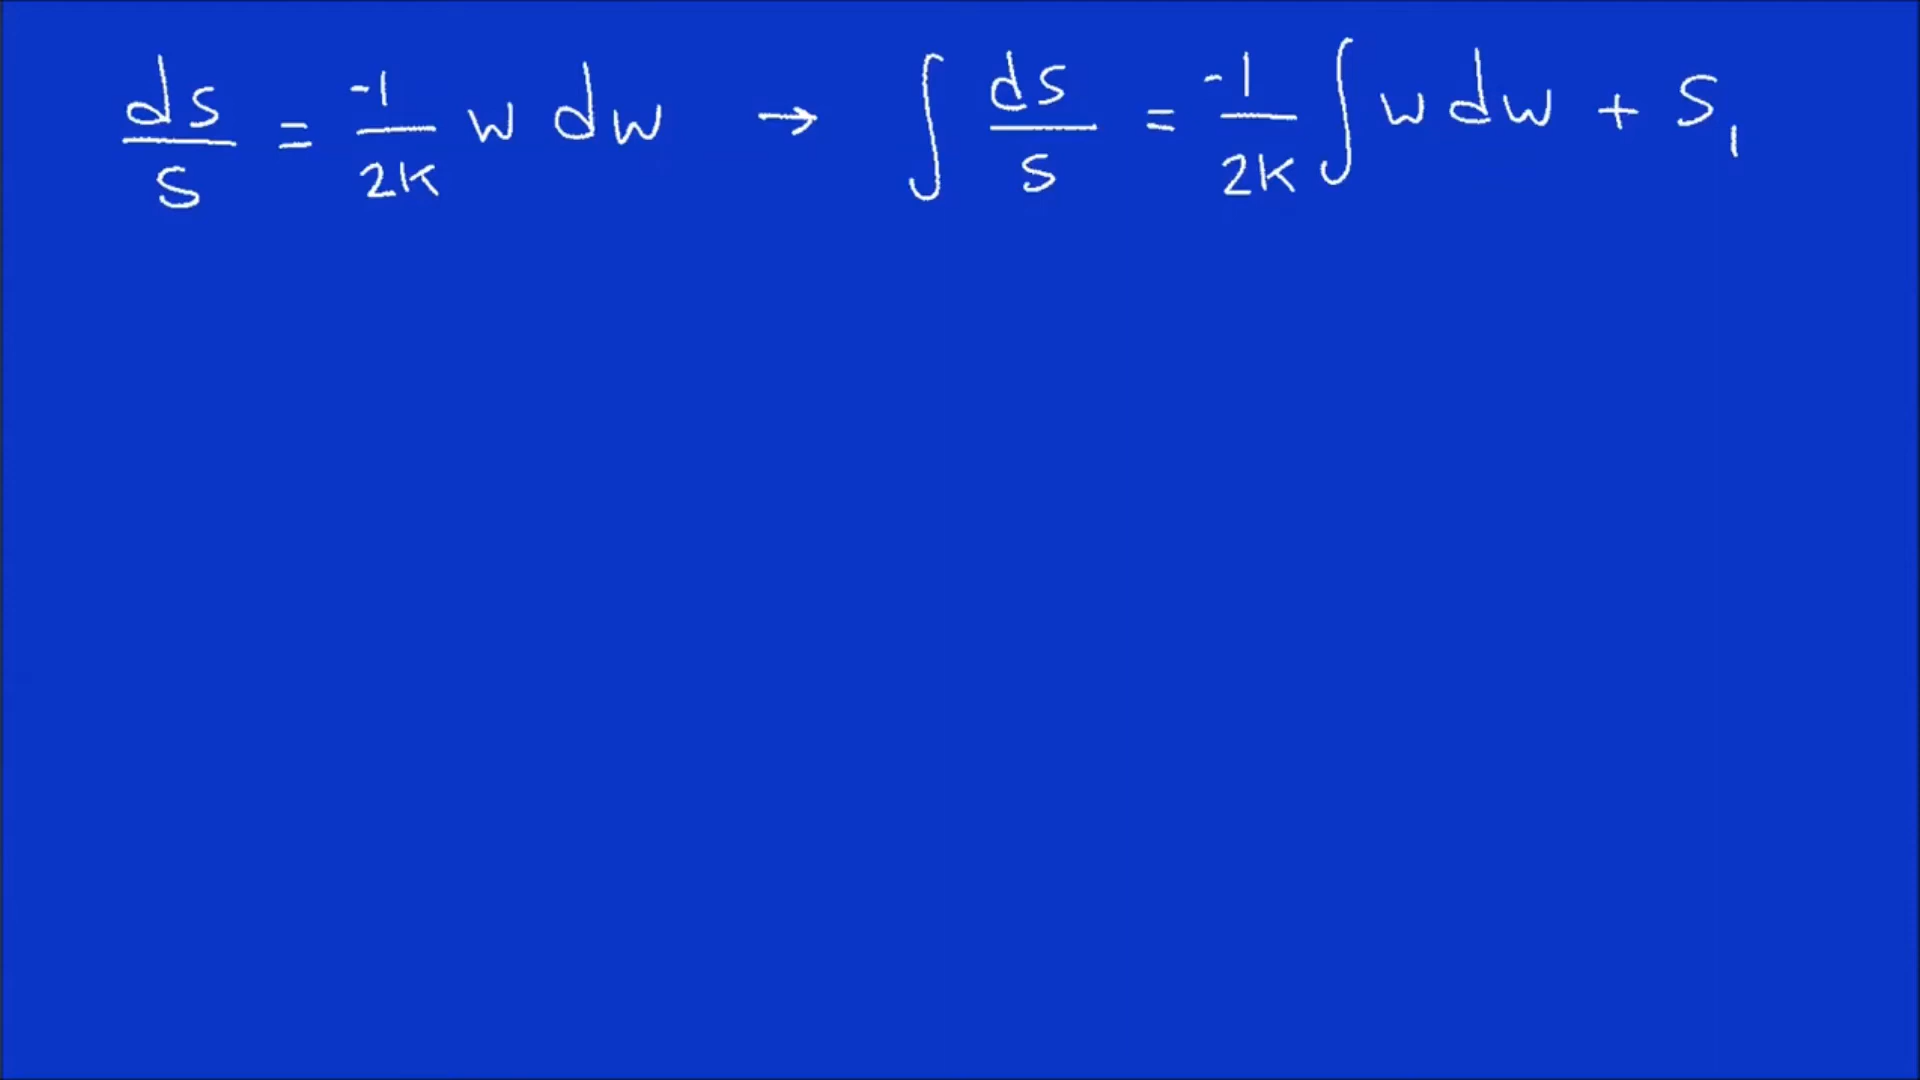 ds/s = -1/2k w dw → ∫ ds/s = -1/2k ∫ w dw + S₁